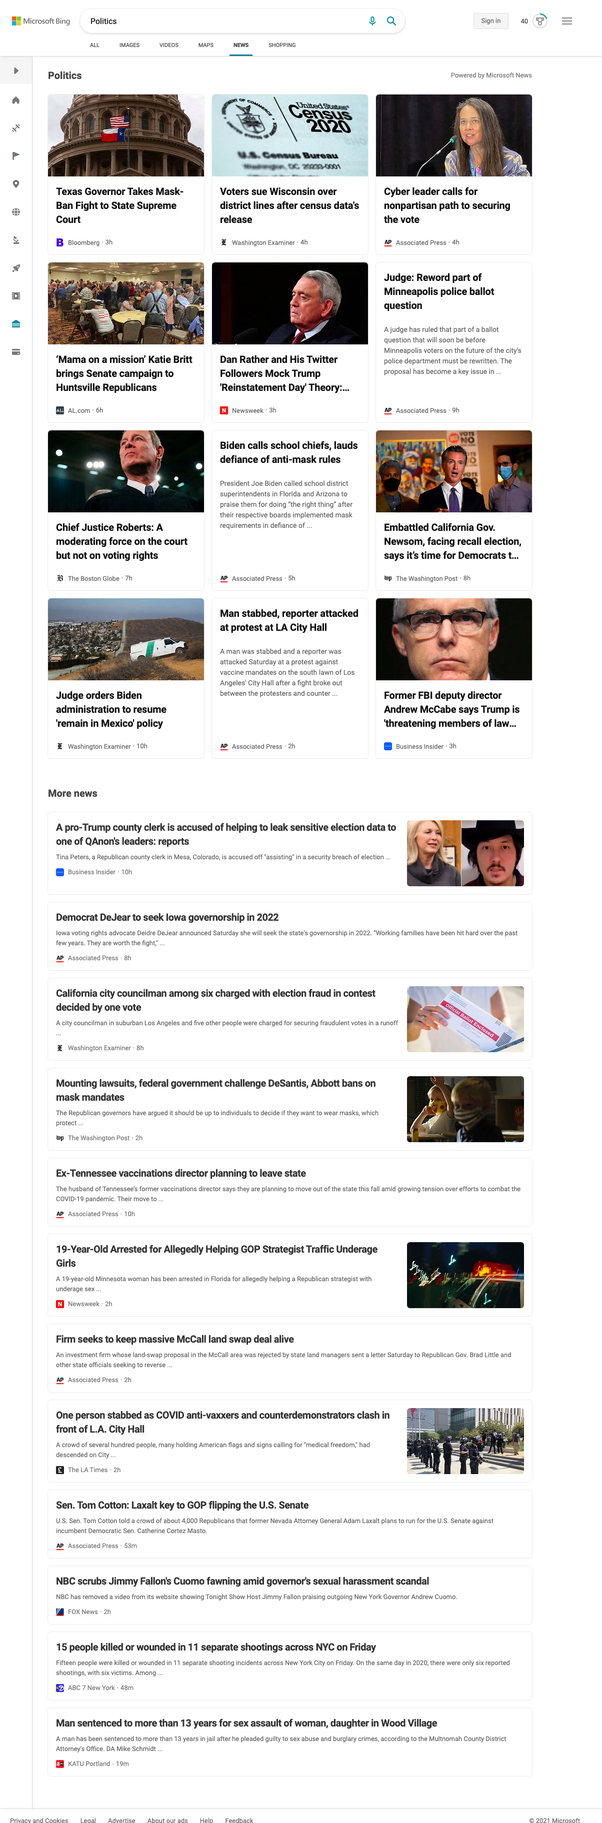 Microsoft Bing
Politics
Sign in
40
ALL IMAGES VIDEOS MAPS NEWS SHOPPING
Politics
Powered by Microsoft News
United States
Census
2020
U.S. Census Bureau
Washington, DC 20233-0001
Texas Governor Takes Mask-
Ban Fight to State Supreme
Court
Bloomberg · 3h
Voters sue Wisconsin over
district lines after census data's
release
Washington Examiner · 4h
Cyber leader calls for
nonpartisan path to securing
the vote
AP Associated Press · 4h
'Mama on a mission' Katie Britt
brings Senate campaign to
Huntsville Republicans
AL.com · 6h
Dan Rather and His Twitter
Followers Mock Trump
'Reinstatement Day' Theory:...
N Newsweek · 3h
Judge: Reword part of
Minneapolis police ballot
question
A judge has ruled that part of a ballot
question that will soon be before
Minneapolis voters on the future of the city's
police department must be rewritten. The
proposal has become a key issue in ...
AP Associated Press · 9h
Chief Justice Roberts: A
moderating force on the court
but not on voting rights
B The Boston Globe · 7h
Biden calls school chiefs, lauds
defiance of anti-mask rules
President Joe Biden called school district
superintendents in Florida and Arizona to
praise them for doing "the right thing" after
their respective boards implemented mask
requirements in defiance of ...
AP Associated Press · 5h
VOTE
NO
Embattled California Gov.
Newsom, facing recall election,
says it's time for Democrats t...
wp The Washington Post · 8h
Judge orders Biden
administration to resume
'remain in Mexico' policy
Washington Examiner · 10h
Man stabbed, reporter attacked
at protest at LA City Hall
A man was stabbed and a reporter was
attacked Saturday at a protest against
vaccine mandates on the south lawn of Los
Angeles' City Hall after a fight broke out
between the protesters and counter ...
AP Associated Press · 2h
Former FBI deputy director
Andrew McCabe says Trump is
'threatening members of law...
Business Insider · 3h
More news
A pro-Trump county clerk is accused of helping to leak sensitive election data to
one of QAnon's leaders: reports
Tina Peters, a Republican county clerk in Mesa, Colorado, is accused off "assisting" in a security breach of election ...
Business Insider · 10h
Democrat DeJear to seek Iowa governorship in 2022
Iowa voting rights advocate Deidre DeJear announced Saturday she will seek the state's governorship in 2022. "Working families have been hit hard over the past
few years. They are worth the fight," ...
AP Associated Press · 8h
California city councilman among six charged with election fraud in contest
decided by one vote
A city councilman in suburban Los Angeles and five other people were charged for securing fraudulent votes in a runoff
...
Washington Examiner · 8h
Official Ballot Enclosed
Mounting lawsuits, federal government challenge DeSantis, Abbott bans on
mask mandates
The Republican governors have argued it should be up to individuals to decide if they want to wear masks, which
protect ...
wp The Washington Post · 2h
Ex-Tennessee vaccinations director planning to leave state
The husband of Tennessee's former vaccinations director says they are planning to move out of the state this fall amid growing tension over efforts to combat the
COVID-19 pandemic. Their move to ...
AP Associated Press · 10h
19-Year-Old Arrested for Allegedly Helping GOP Strategist Traffic Underage
Girls
A 19-year-old Minnesota woman has been arrested in Florida for allegedly helping a Republican strategist with
underage sex ...
N Newsweek · 2h
Firm seeks to keep massive McCall land swap deal alive
An investment firm whose land-swap proposal in the McCall area was rejected by state land managers sent a letter Saturday to Republican Gov. Brad Little and
other state officials seeking to reverse ...
AP Associated Press · 2h
One person stabbed as COVID anti-vaxxers and counterdemonstrators clash in
front of L.A. City Hall
A crowd of several hundred people, many holding American flags and signs calling for "medical freedom," had
descended on City ...
The LA Times · 2h
Sen. Tom Cotton: Laxalt key to GOP flipping the U.S. Senate
U.S. Sen. Tom Cotton told a crowd of about 4,000 Republicans that former Nevada Attorney General Adam Laxalt plans to run for the U.S. Senate against
incumbent Democratic Sen. Catherine Cortez Masto.
AP Associated Press · 53m
NBC scrubs Jimmy Fallon's Cuomo fawning amid governor's sexual harassment scandal
NBC has removed a video from its website showing Tonight Show Host Jimmy Fallon praising outgoing New York Governor Andrew Cuomo.
FOX News · 2h
15 people killed or wounded in 11 separate shootings across NYC on Friday
Fifteen people were killed or wounded in 11 separate shooting incidents across New York City on Friday. On the same day in 2020, there were only six reported
shootings, with six victims. Among ...
ABC 7 New York · 48m
Man sentenced to more than 13 years for sex assault of woman, daughter in Wood Village
A man has been sentenced to more than 13 years in jail after he pleaded guilty to sex abuse and burglary crimes, according to the Multnomah County District
Attorney's Office. DA Mike Schmidt ...
KATU Portland · 19m
Privacy and Cookies Legal Advertise About our ads Help Feedback
© 2021 Microsoft